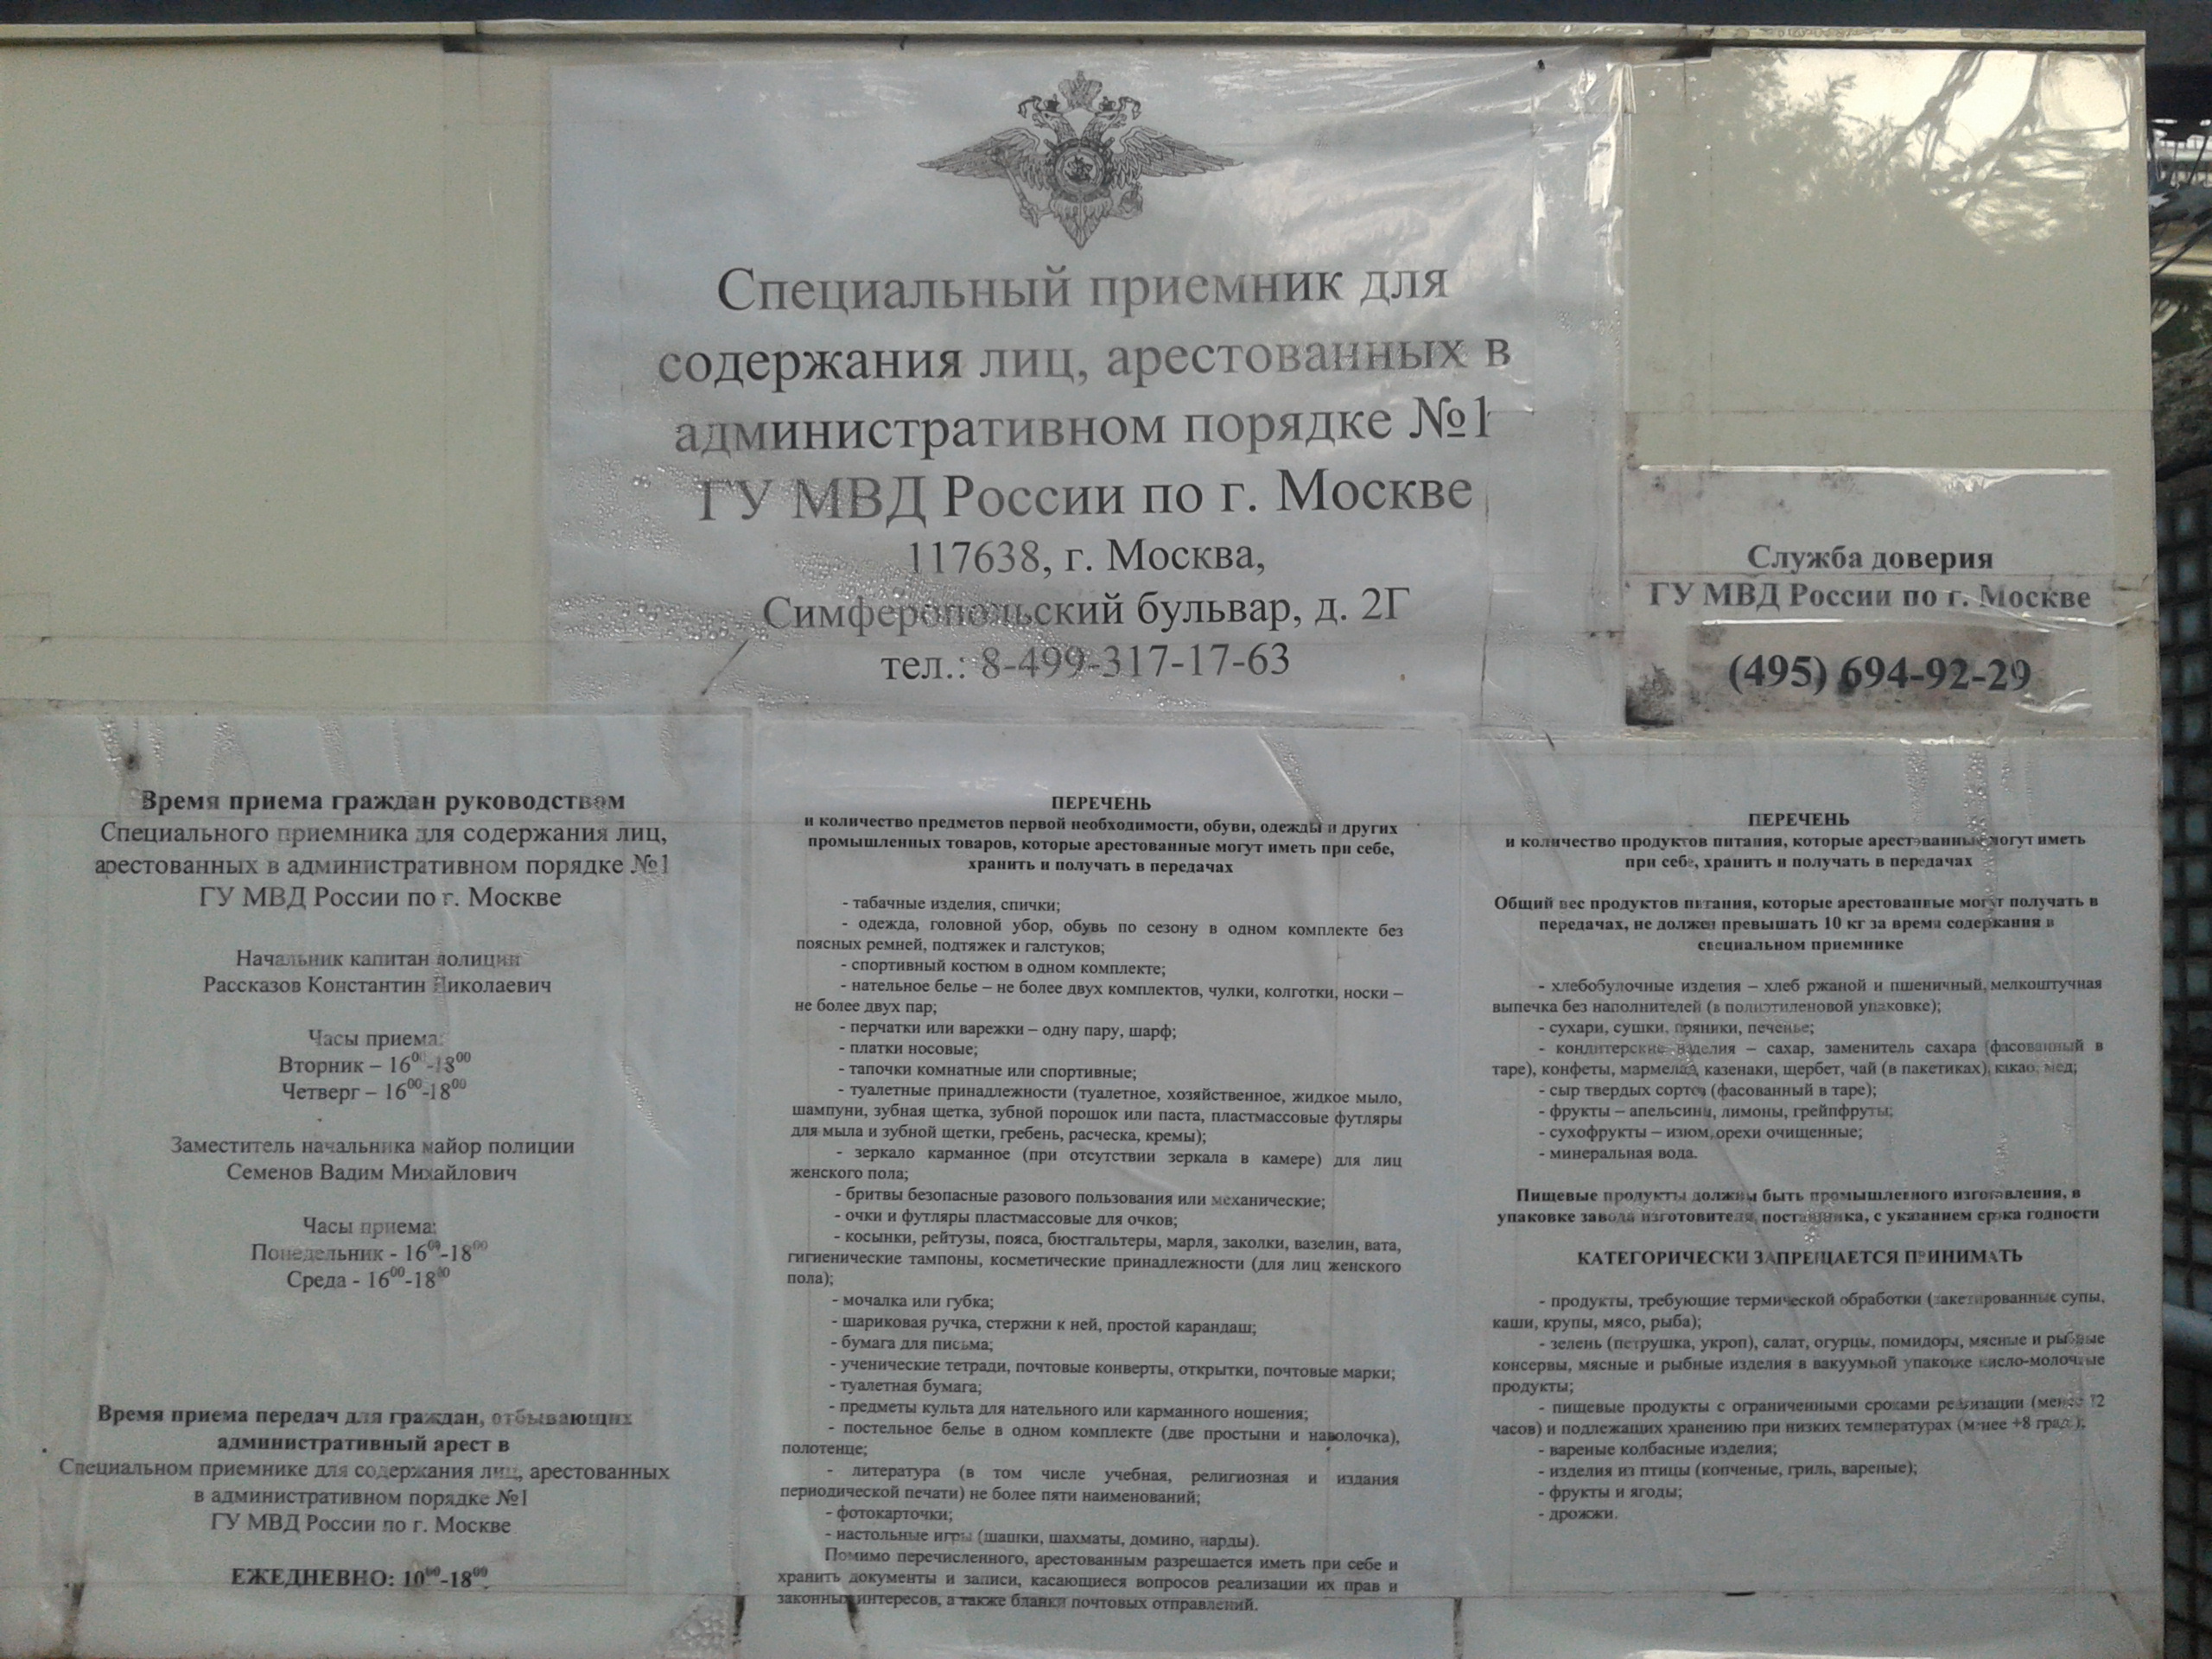 Специальный приемник для
содержания лиц, арестованных в
административном порядке №1
ГУ МВД России по г. Москве
117638, г. Москва,
Симферопольский бульвар, д. 2Г
тел.: 8-499-317-17-63
Служба доверия
ГУ МВД России по г. Москве
(495) 694-92-29
Время приема граждан руководством
Специального приемника для содержания лиц,
арестованных в административном порядке №1
ГУ МВД России по г. Москве
Начальник капитан полиции
Рассказов Константин Николаевич
Часы приема:
Вторник – 16⁰⁰-18⁰⁰
Четверг – 16⁰⁰-18⁰⁰
Заместитель начальника майор полиции
Семенов Вадим Михайлович
Часы приема:
Понедельник - 16⁰⁰-18⁰⁰
Среда - 16⁰⁰-18⁰⁰
Время приема передач для граждан, отбывающих
административный арест в
Специальном приемнике для содержания лиц, арестованных
в административном порядке №1
ГУ МВД России по г. Москве
ЕЖЕДНЕВНО: 10⁰⁰-18⁰⁰
ПЕРЕЧЕНЬ
и количество предметов первой необходимости, обуви, одежды и других
промышленных товаров, которые арестованные могут иметь при себе,
хранить и получать в передачах
- табачные изделия, спички;
- одежда, головной убор, обувь по сезону в одном комплекте без
поясных ремней, подтяжек и галстуков;
- спортивный костюм в одном комплекте;
- нательное белье – не более двух комплектов, чулки, колготки, носки –
не более двух пар;
- перчатки или варежки – одну пару, шарф;
- платки носовые;
- тапочки комнатные или спортивные;
- туалетные принадлежности (туалетное, хозяйственное, жидкое мыло,
шампуни, зубная щетка, зубной порошок или паста, пластмассовые футляры
для мыла и зубной щетки, гребень, расческа, кремы);
- зеркало карманное (при отсутствии зеркала в камере) для лиц
женского пола;
- бритвы безопасные разового пользования или механические;
- очки и футляры пластмассовые для очков;
- косынки, рейтузы, пояса, бюстгальтеры, марля, заколки, вазелин, вата,
гигиенические тампоны, косметические принадлежности (для лиц женского
пола);
- мочалка или губка;
- шариковая ручка, стержни к ней, простой карандаш;
- бумага для письма;
- ученические тетради, почтовые конверты, открытки, почтовые марки;
- туалетная бумага;
- предметы культа для нательного или карманного ношения;
- постельное белье в одном комплекте (две простыни и наволочка),
полотенце;
- литература (в том числе учебная, религиозная и издания
периодической печати) не более пяти наименований;
- фотокарточки;
- настольные игры (шашки, шахматы, домино, нарды).
Помимо перечисленного, арестованным разрешается иметь при себе и
хранить документы и записи, касающиеся вопросов реализации их прав и
законных интересов, а также бланки почтовых отправлений.
ПЕРЕЧЕНЬ
и количество продуктов питания, которые арестованные могут иметь
при себе, хранить и получать в передачах
Общий вес продуктов питания, которые арестованные могут получать в
передачах, не должен превышать 10 кг за время содержания в
специальном приемнике
- хлебобулочные изделия – хлеб ржаной и пшеничный, мелкоштучная
выпечка без наполнителей (в полиэтиленовой упаковке);
- сухари, сушки, пряники, печенье;
- кондитерские изделия – сахар, заменитель сахара (фасованный в
таре), конфеты, мармелад, казенаки, щербет, чай (в пакетиках), какао, мед;
- сыр твердых сортов (фасованный в таре);
- фрукты – апельсины, лимоны, грейпфруты;
- сухофрукты – изюм, орехи очищенные;
- минеральная вода.
Пищевые продукты должны быть промышленного изготовления, в
упаковке завода изготовителя, поставщика, с указанием срока годности
КАТЕГОРИЧЕСКИ ЗАПРЕЩАЕТСЯ ПРИНИМАТЬ
- продукты, требующие термической обработки (пакетированные супы,
каши, крупы, мясо, рыба);
- зелень (петрушка, укроп), салат, огурцы, помидоры, мясные и рыбные
консервы, мясные и рыбные изделия в вакуумной упаковке кисло-молочные
продукты;
- пищевые продукты с ограниченными сроками реализации (менее 72
часов) и подлежащих хранению при низких температурах (менее +8 град.);
- вареные колбасные изделия;
- изделия из птицы (копченые, гриль, вареные);
- фрукты и ягоды;
- дрожжи.